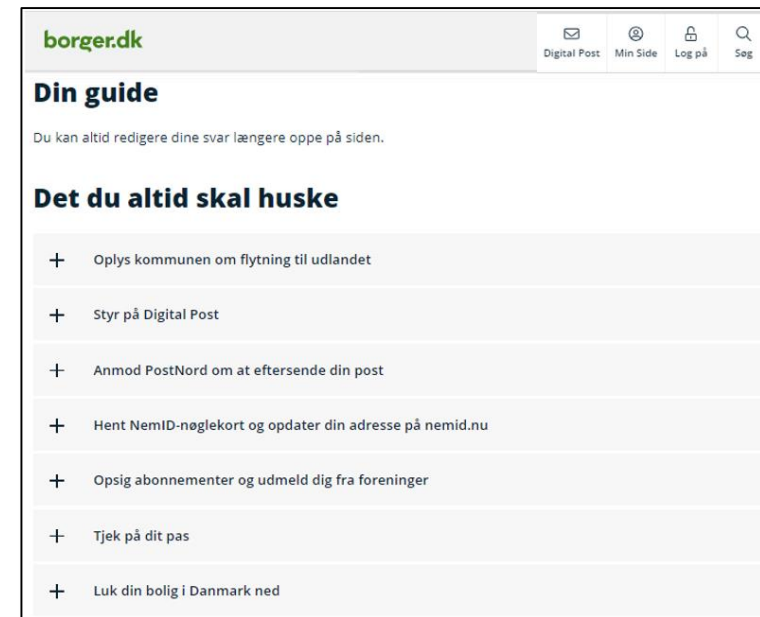 borger.dk
Digital Post
Min Side
Log på
Søg
Din guide
Du kan altid redigere dine svar længere oppe på siden.
Det du altid skal huske
Oplys kommunen om flytning til udlandet
Styr på Digital Post
Anmod PostNord om at eftersende din post
Hent NemID-nøglekort og opdater din adresse på nemid.nu
Opsig abonnementer og udmeld dig fra foreninger
Tjek på dit pas
Luk din bolig i Danmark ned